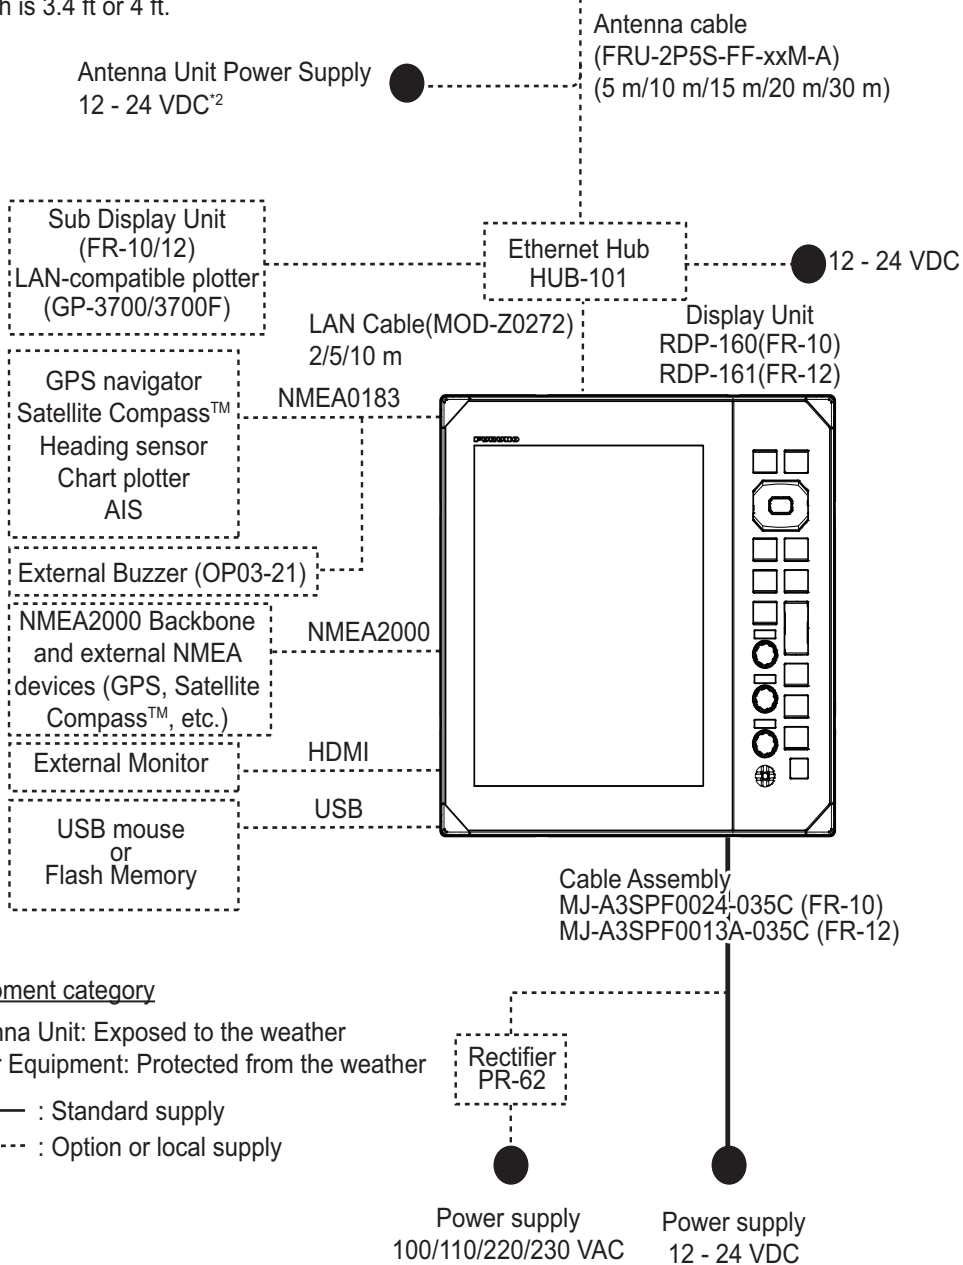 h is 3.4 ft or 4 ft.
Antenna cable
(FRU-2P5S-FF-xxM-A)
(5 m/10 m/15 m/20 m/30 m)
Antenna Unit Power Supply
12 - 24 VDC*2
Sub Display Unit
(FR-10/12)
LAN-compatible plotter
(GP-3700/3700F)
Ethernet Hub
HUB-101
12 - 24 VDC
LAN Cable(MOD-Z0272)
2/5/10 m
Display Unit
RDP-160(FR-10)
RDP-161(FR-12)
GPS navigator
Satellite Compass™
Heading sensor
Chart plotter
AIS
NMEA0183
FURUNO
External Buzzer (OP03-21)
NMEA2000 Backbone
and external NMEA
devices (GPS, Satellite
Compass™, etc.)
NMEA2000
External Monitor
HDMI
USB mouse
or
Flash Memory
USB
Cable Assembly
MJ-A3SPF0024-035C (FR-10)
MJ-A3SPF0013A-035C (FR-12)
pment category
nna Unit: Exposed to the weather
r Equipment: Protected from the weather
: Standard supply
: Option or local supply
Rectifier
PR-62
Power supply
100/110/220/230 VAC
Power supply
12 - 24 VDC